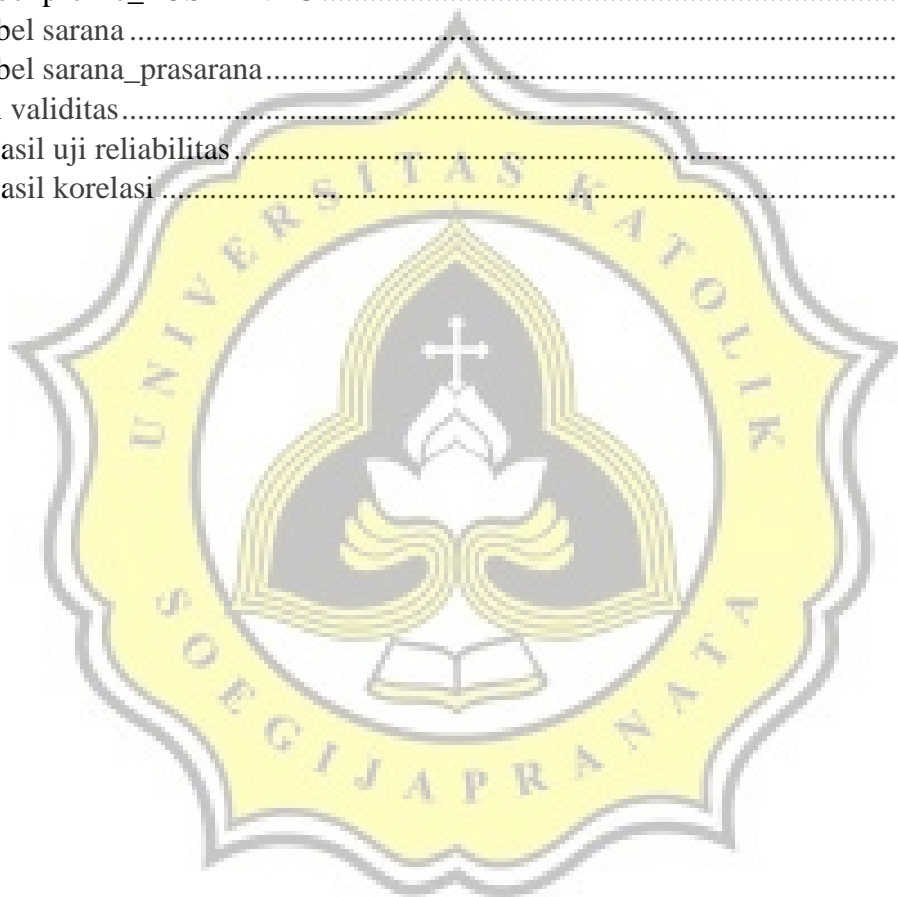 bel sarana ........................................................................................................
bel sarana_prasarana ..................................................................................
validitas ..........................................................................................................
asil uji reliabilitas ..........................................................................................
asil korelasi .....................................................................................................
UNIVERSITAS KATOLIK
SOEGIJAPRANATA